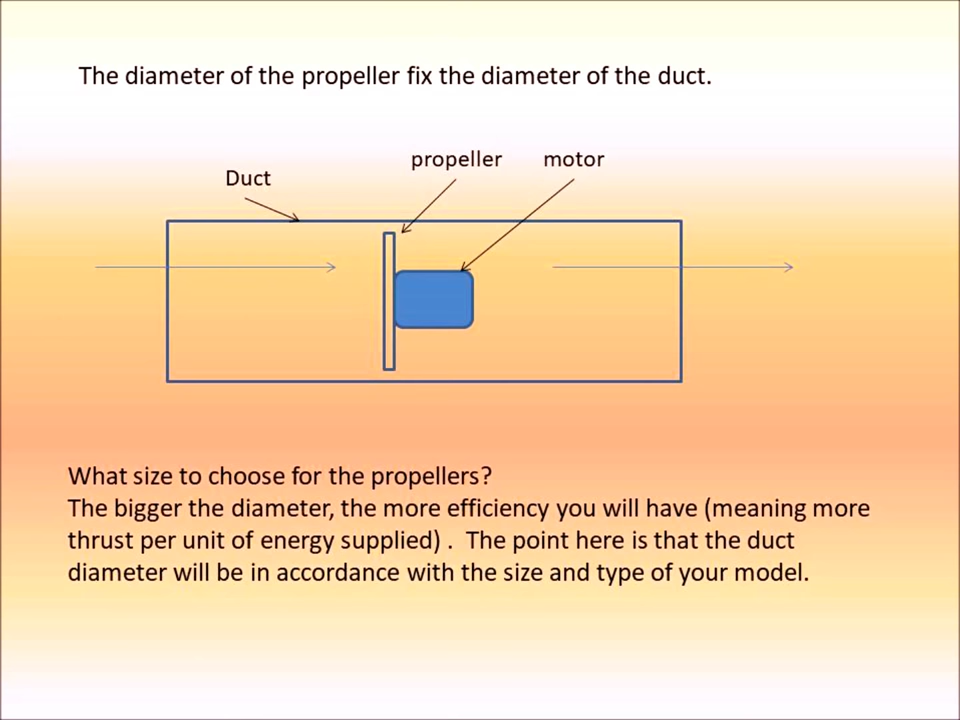 The diameter of the propeller fix the diameter of the duct.
propeller motor
Duct
What size to choose for the propellers?
The bigger the diameter, the more efficiency you will have (meaning more
thrust per unit of energy supplied) .  The point here is that the duct
diameter will be in accordance with the size and type of your model.